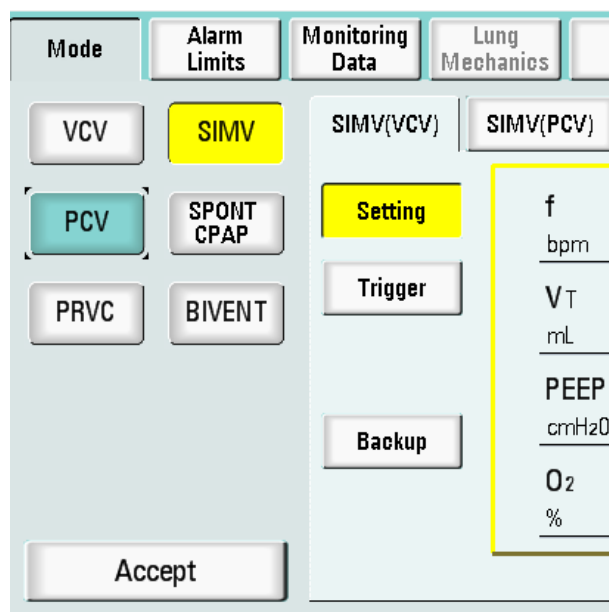 Mode
Alarm
Limits
Monitoring
Data
Lung
Mechanics
VCV
SIMV
PCV
SPONT
CPAP
PRVC
BIVENT
Accept
SIMV(VCV)
SIMV(PCV)
Setting
Trigger
Backup
f
bpm
VT
mL
PEEP
cmH2O
O2
%